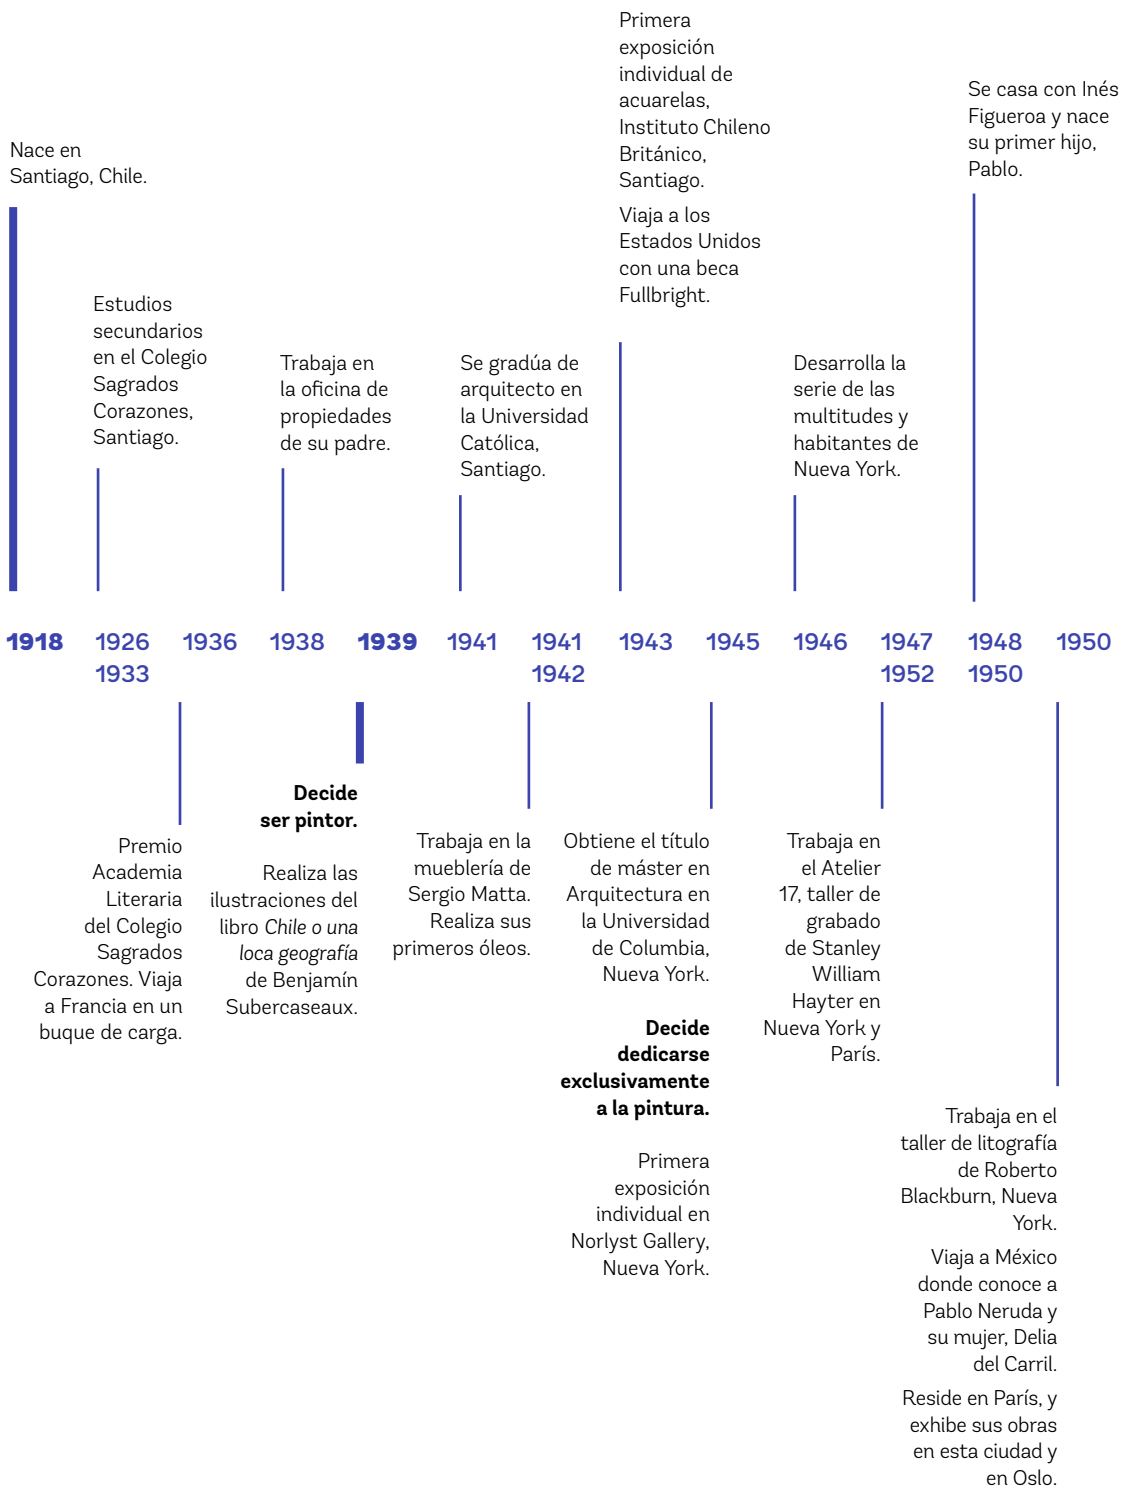 Nace en
Santiago, Chile.
Estudios
secundarios
en el Colegio
Sagrados
Corazones,
Santiago.
Trabaja en
la oficina de
propiedades
de su padre.
Se gradúa de
arquitecto en
la Universidad
Católica,
Santiago.
Primera
exposición
individual de
acuarelas,
Instituto Chileno
Británico,
Santiago.
Viaja a los
Estados Unidos
con una beca
Fullbright.
Desarrolla la
serie de las
multitudes y
habitantes de
Nueva York.
Se casa con Inés
Figueroa y nace
su primer hijo,
Pablo.
1918 1926 1936 1938 1939 1941 1941 1943 1945 1946 1947 1948 1950
1933 1942 1952 1950
Premio
Academia
Literaria
del Colegio
Sagrados
Corazones. Viaja
a Francia en un
buque de carga.
Decide
ser pintor.
Realiza las
ilustraciones del
libro Chile o una
loca geografía
de Benjamín
Subercaseaux.
Trabaja en la
mueblería de
Sergio Matta.
Realiza sus
primeros óleos.
Obtiene el título
de máster en
Arquitectura en
la Universidad
de Columbia,
Nueva York.
Decide
dedicarse
exclusivamente
a la pintura.
Primera
exposición
individual en
Norlyst Gallery,
Nueva York.
Trabaja en
el Atelier
17, taller de
grabado
de Stanley
William
Hayter en
Nueva York y
París.
Trabaja en el
taller de litografía
de Roberto
Blackburn, Nueva
York.
Viaja a México
donde conoce a
Pablo Neruda y
su mujer, Delia
del Carril.
Reside en París, y
exhibe sus obras
en esta ciudad y
en Oslo.